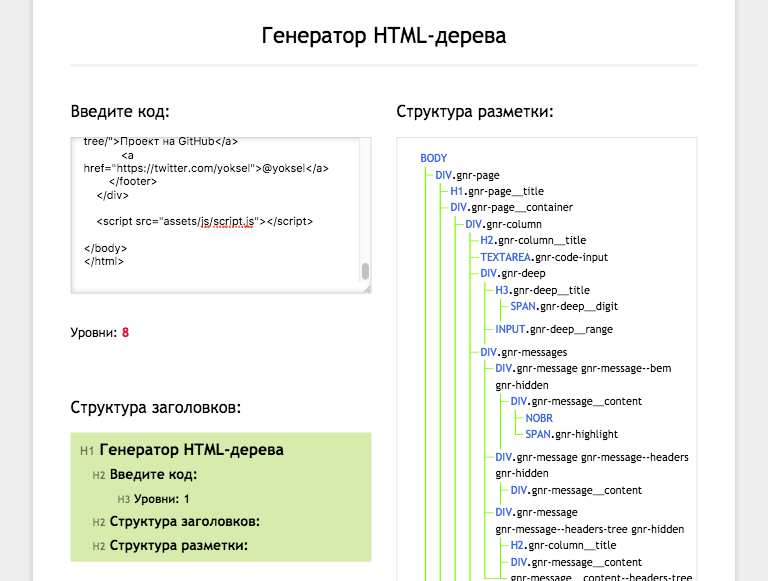 Генератор HTML-дерева
Введите код:
tree/">Проект на GitHub</a>
<a
href="https://twitter.com/yoksel">@yoksel</a>
</footer>
</div>
<script src="assets/js/script.js"></script>
</body>
</html>
Уровни: 8
Структура заголовков:
H1 Генератор HTML-дерева
H2 Введите код:
H3 Уровни: 1
H2 Структура заголовков:
H2 Структура разметки:
Структура разметки:
BODY
DIV.gnr-page
H1.gnr-page__title
DIV.gnr-page__container
DIV.gnr-column
H2.gnr-column__title
TEXTAREA.gnr-code-input
DIV.gnr-deep
H3.gnr-deep__title
SPAN.gnr-deep__digit
INPUT.gnr-deep__range
DIV.gnr-messages
DIV.gnr-message gnr-message--bem
gnr-hidden
DIV.gnr-message__content
NOBR
SPAN.gnr-highlight
DIV.gnr-message gnr-message--headers
gnr-hidden
DIV.gnr-message__content
DIV.gnr-message
gnr-message--headers-tree gnr-hidden
H2.gnr-column__title
DIV.gnr-message__content
gnr-message__content--headers-tree